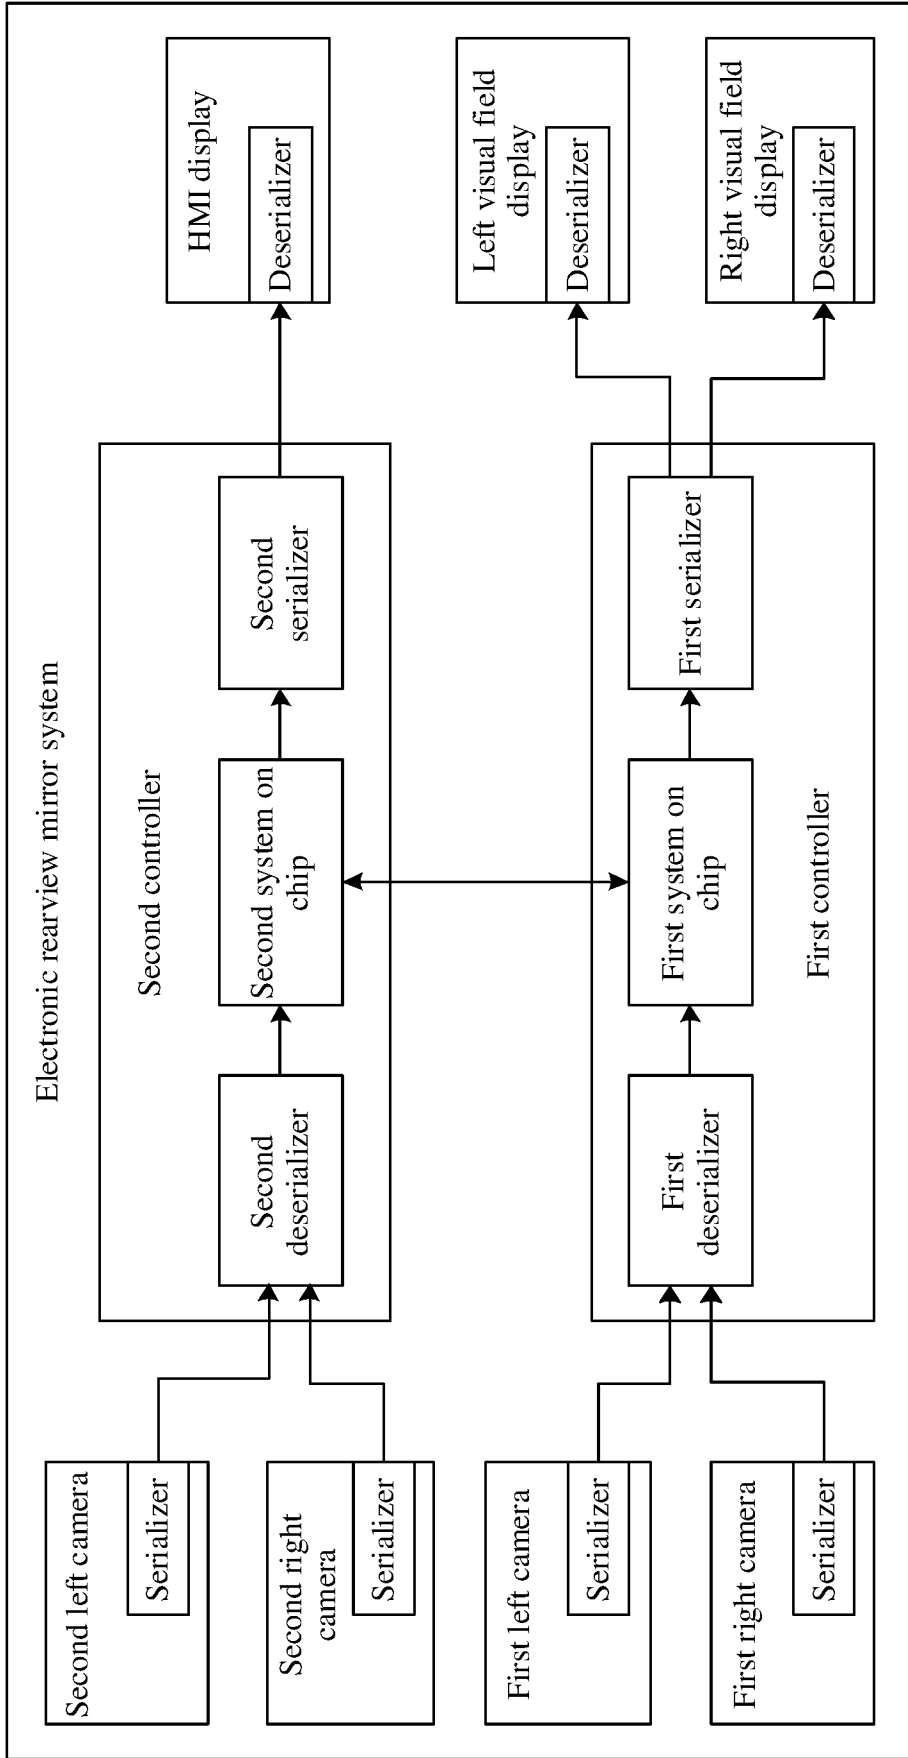 Electronic rearview mirror system
Second left camera
Serializer
Second right
camera
Serializer
First left camera
Serializer
First right camera
Serializer
Second controller
Second
deserializer
Second system on
chip
Second
serializer
First
deserializer
First system on
chip
First serializer
First controller
HMI display
Deserializer
Left visual field
display
Deserializer
Right visual field
display
Deserializer